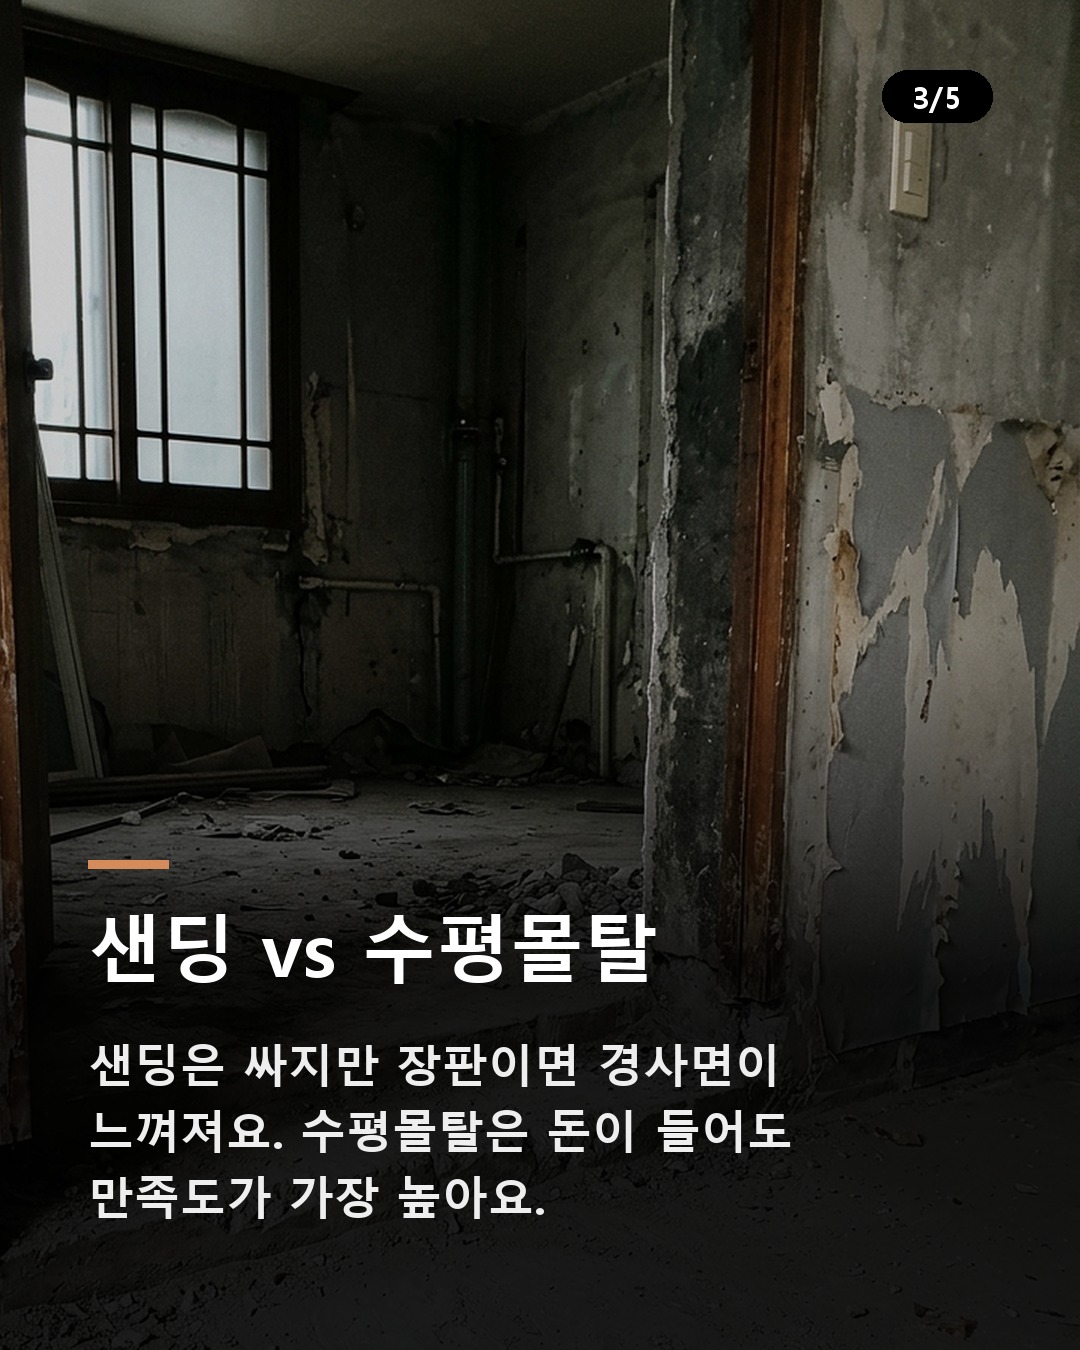 3/5
샌딩 vs 수평몰탈
샌딩은 싸지만 장판이면 경사면이
느껴져요. 수평몰탈은 돈이 들어도
만족도가 가장 높아요.